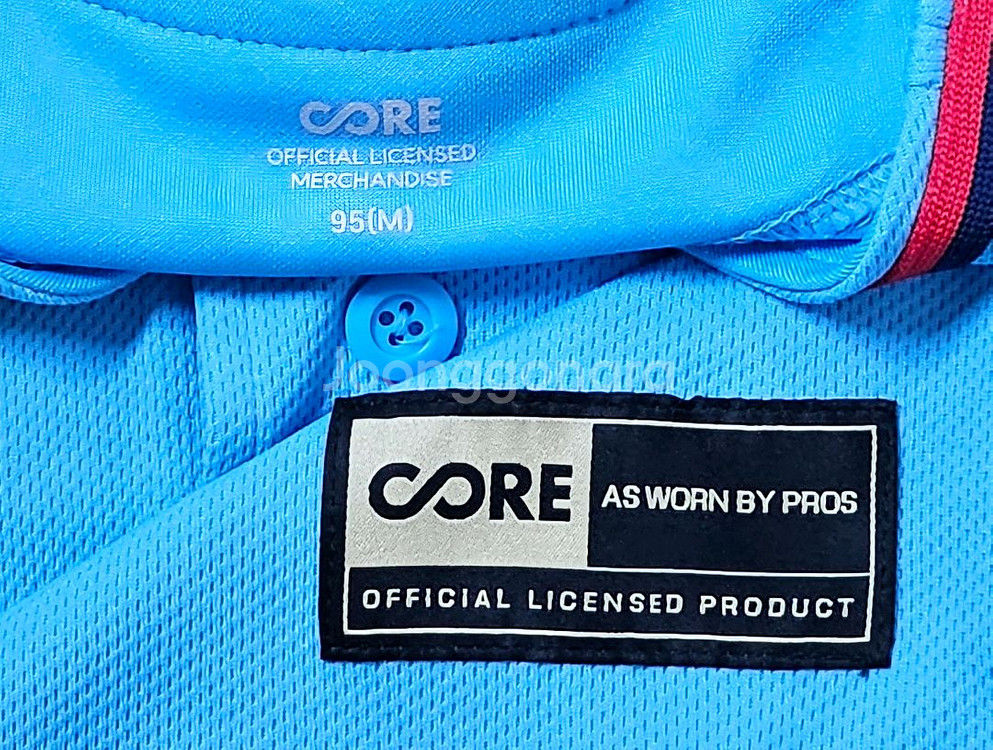 CORE
OFFICIAL LICENSED
MERCHANDISE
95(M)
Joonggonara
CORE
AS WORN BY PROS
OFFICIAL LICENSED PRODUCT